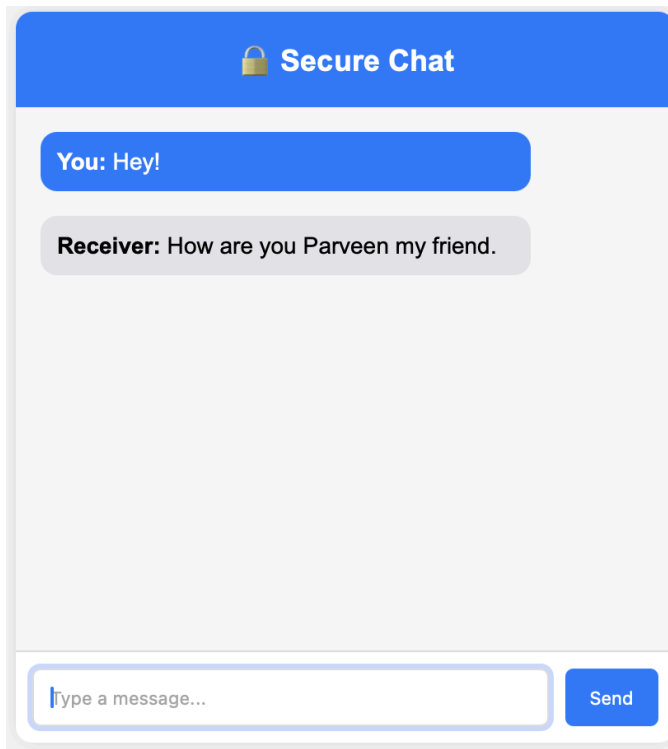 🔒 Secure Chat
You: Hey!
Receiver: How are you Parveen my friend.
Type a message...
Send